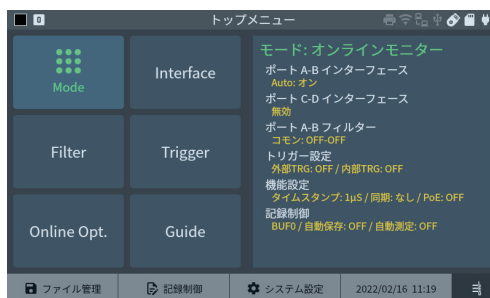 0
トップメニュー
Mode
Interface
Filter
Trigger
Online Opt.
Guide
モード: オンラインモニター
ポート A-B インターフェース
Auto: オン
ポート C-D インターフェース
無効
ポート A-B フィルター
コモン: OFF-OFF
トリガー設定
外部TRG: OFF / 内部TRG: OFF
機能設定
タイムスタンプ: 1μS / 同期: なし / PoE: OFF
記録制御
BUF0 / 自動保存: OFF / 自動測定: OFF
ファイル管理
記録制御
システム設定
2022/02/16 11:19